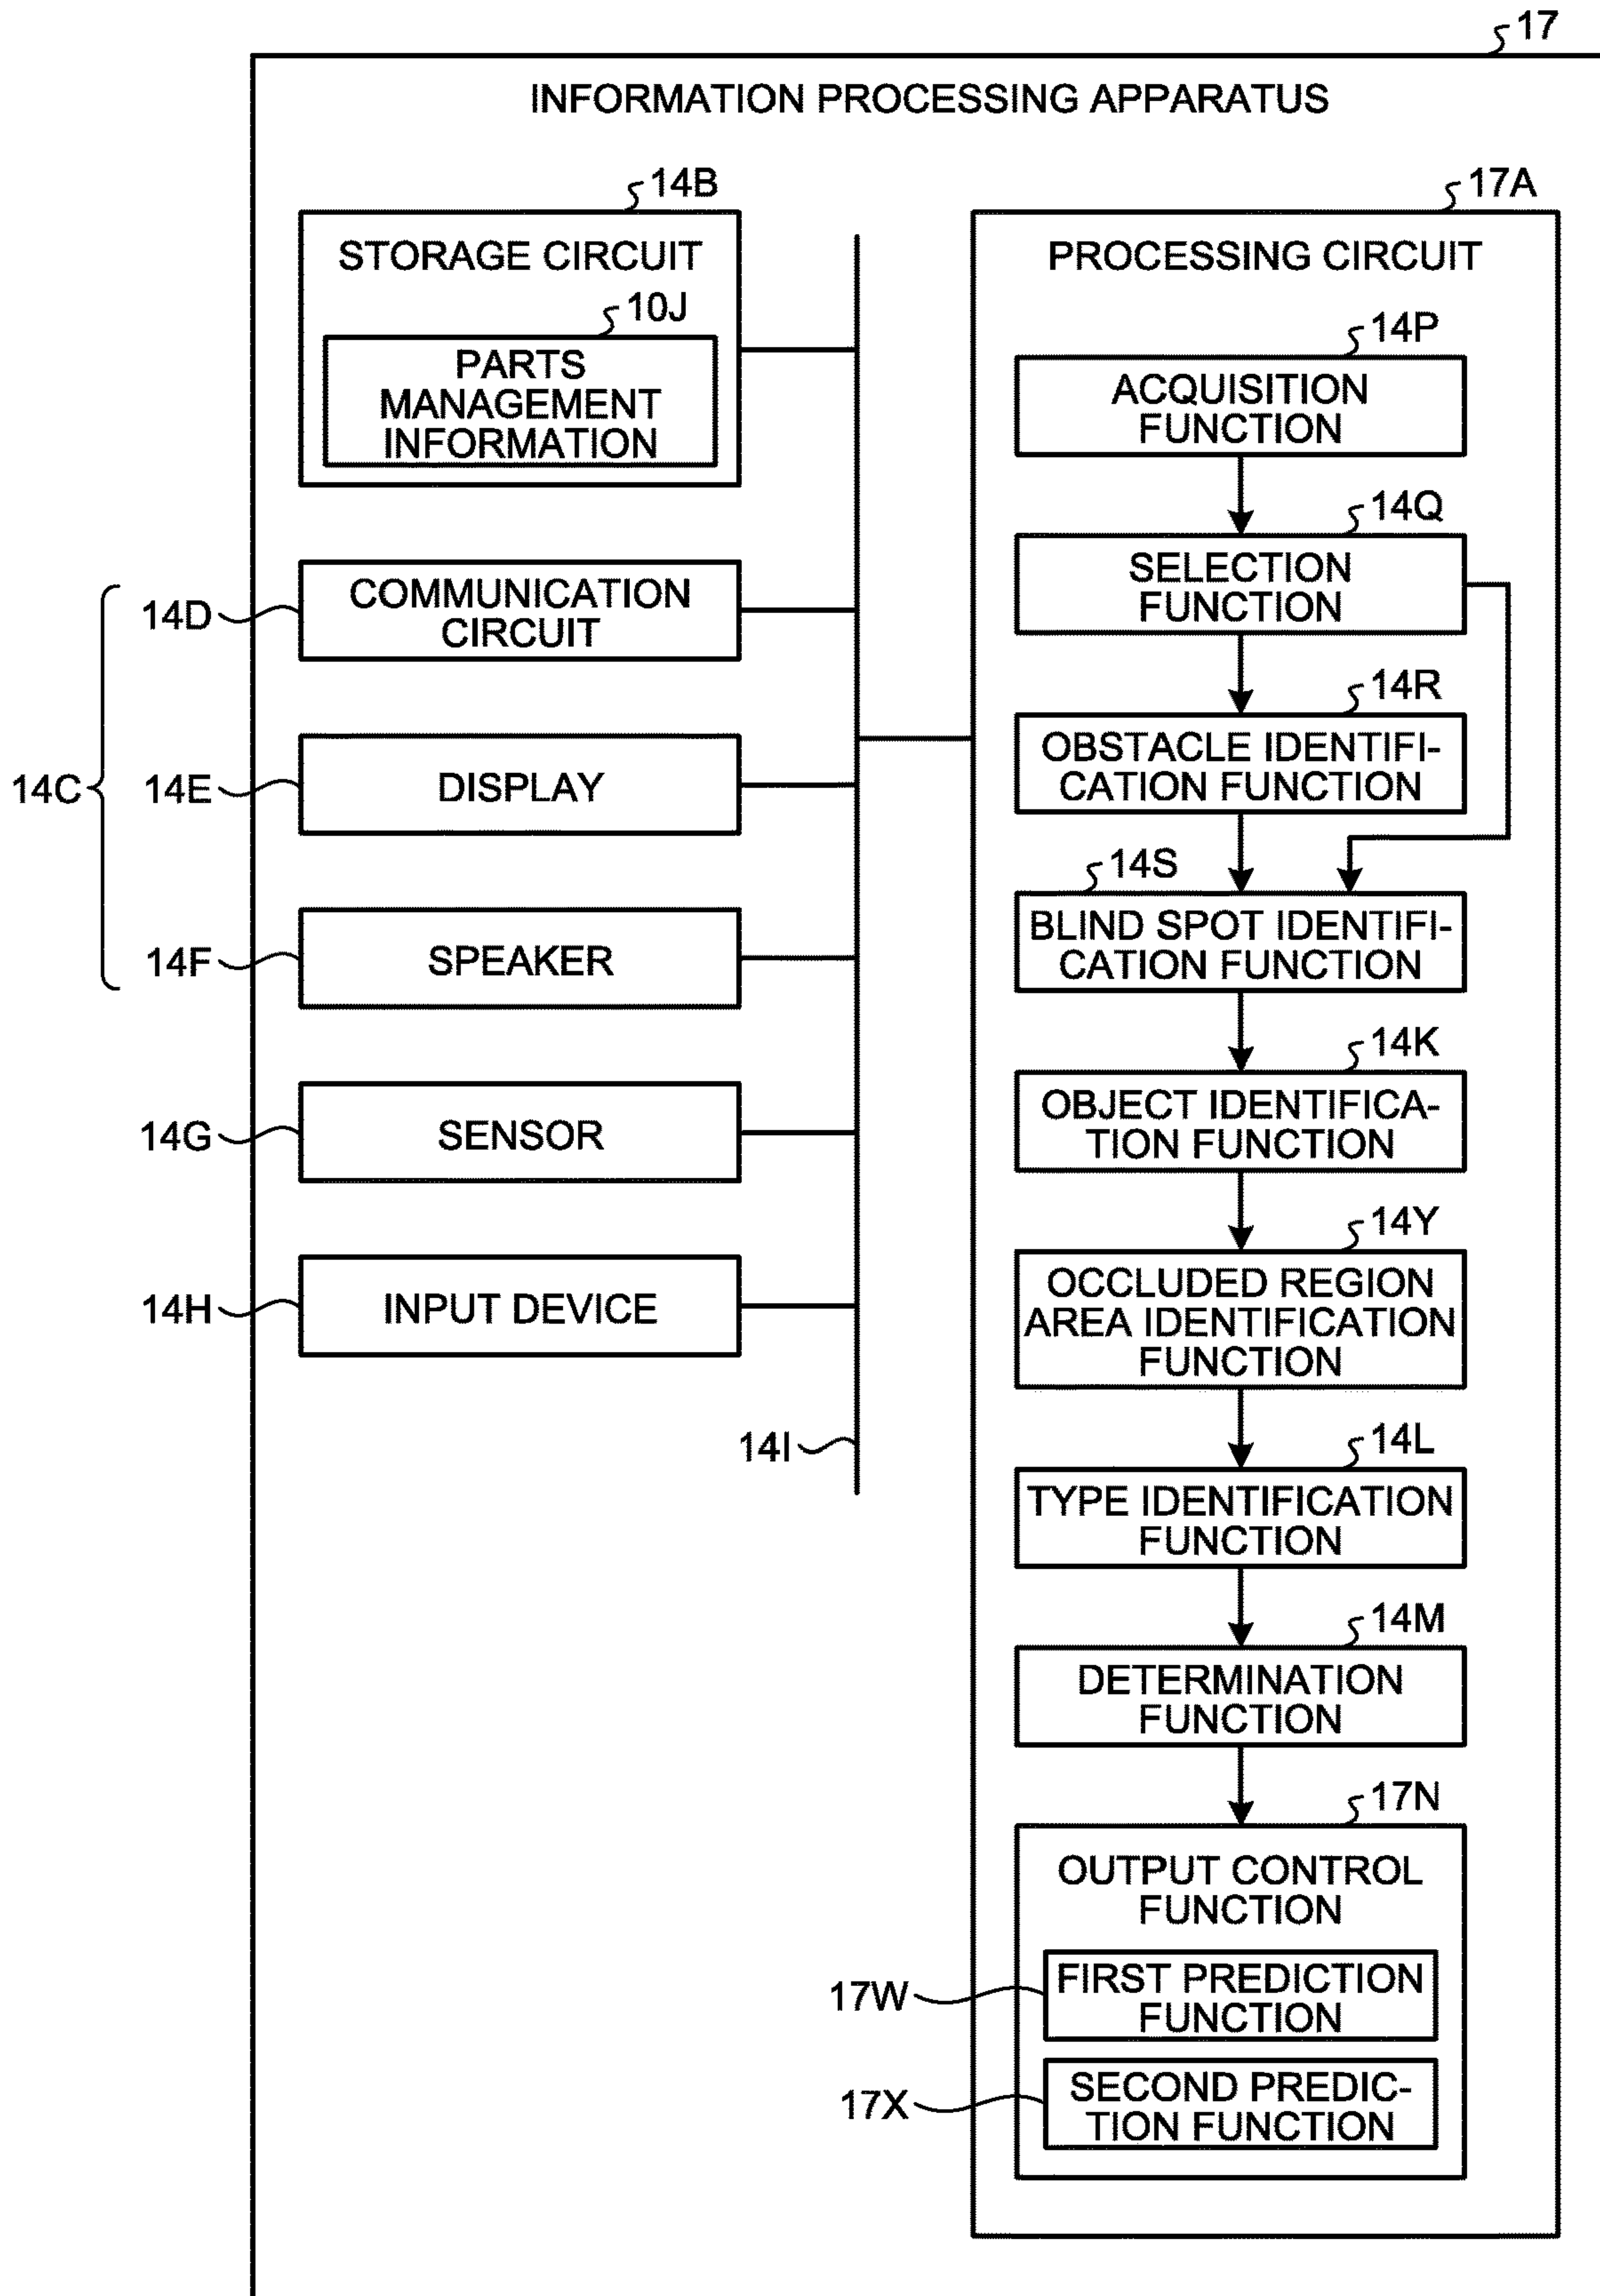 17
INFORMATION PROCESSING APPARATUS
14B
STORAGE CIRCUIT
10J
PARTS
MANAGEMENT
INFORMATION
14C
14D
COMMUNICATION
CIRCUIT
14E
DISPLAY
14F
SPEAKER
14G
SENSOR
14H
INPUT DEVICE
14I
17A
PROCESSING CIRCUIT
14P
ACQUISITION
FUNCTION
14Q
SELECTION
FUNCTION
14R
OBSTACLE IDENTIFI-
CATION FUNCTION
14S
BLIND SPOT IDENTIFI-
CATION FUNCTION
14K
OBJECT IDENTIFICA-
TION FUNCTION
14Y
OCCLUDED REGION
AREA IDENTIFICATION
FUNCTION
14L
TYPE IDENTIFICATION
FUNCTION
14M
DETERMINATION
FUNCTION
17N
OUTPUT CONTROL
FUNCTION
17W
FIRST PREDICTION
FUNCTION
17X
SECOND PREDIC-
TION FUNCTION